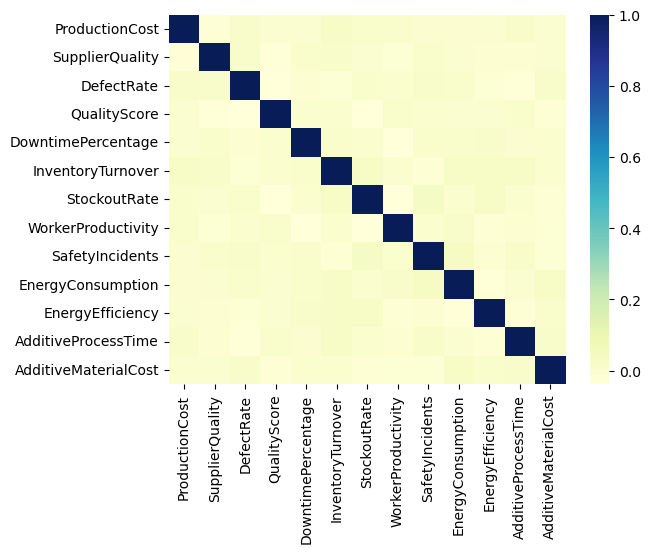 ProductionCost
SupplierQuality
DefectRate
QualityScore
DowntimePercentage
InventoryTurnover
StockoutRate
WorkerProductivity
SafetyIncidents
EnergyConsumption
EnergyEfficiency
AdditiveProcessTime
AdditiveMaterialCost
ProductionCost
SupplierQuality
DefectRate
QualityScore
DowntimePercentage
InventoryTurnover
StockoutRate
WorkerProductivity
SafetyIncidents
EnergyConsumption
EnergyEfficiency
AdditiveProcessTime
AdditiveMaterialCost
1.0
0.8
0.6
0.4
0.2
0.0